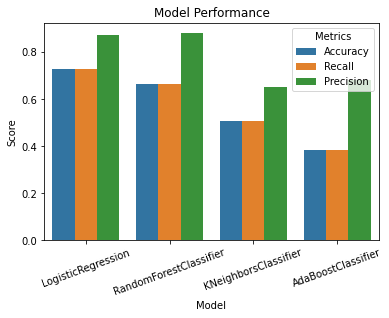 Model Performance
Metrics
Accuracy
Recall
Precision
Score
0.8
0.6
0.4
0.2
0.0
LogisticRegression
RandomForestClassifier
KNeighborsClassifier
AdaBoostClassifier
Model